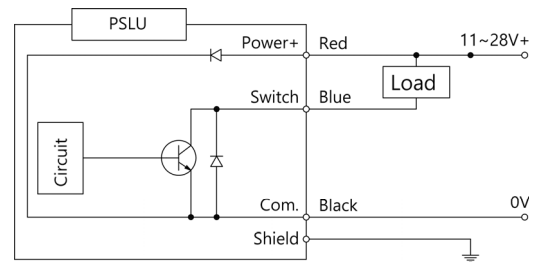 PSLU
Power+ Red 11~28V+
Load
Switch Blue
Circuit
Com. Black 0V
Shield